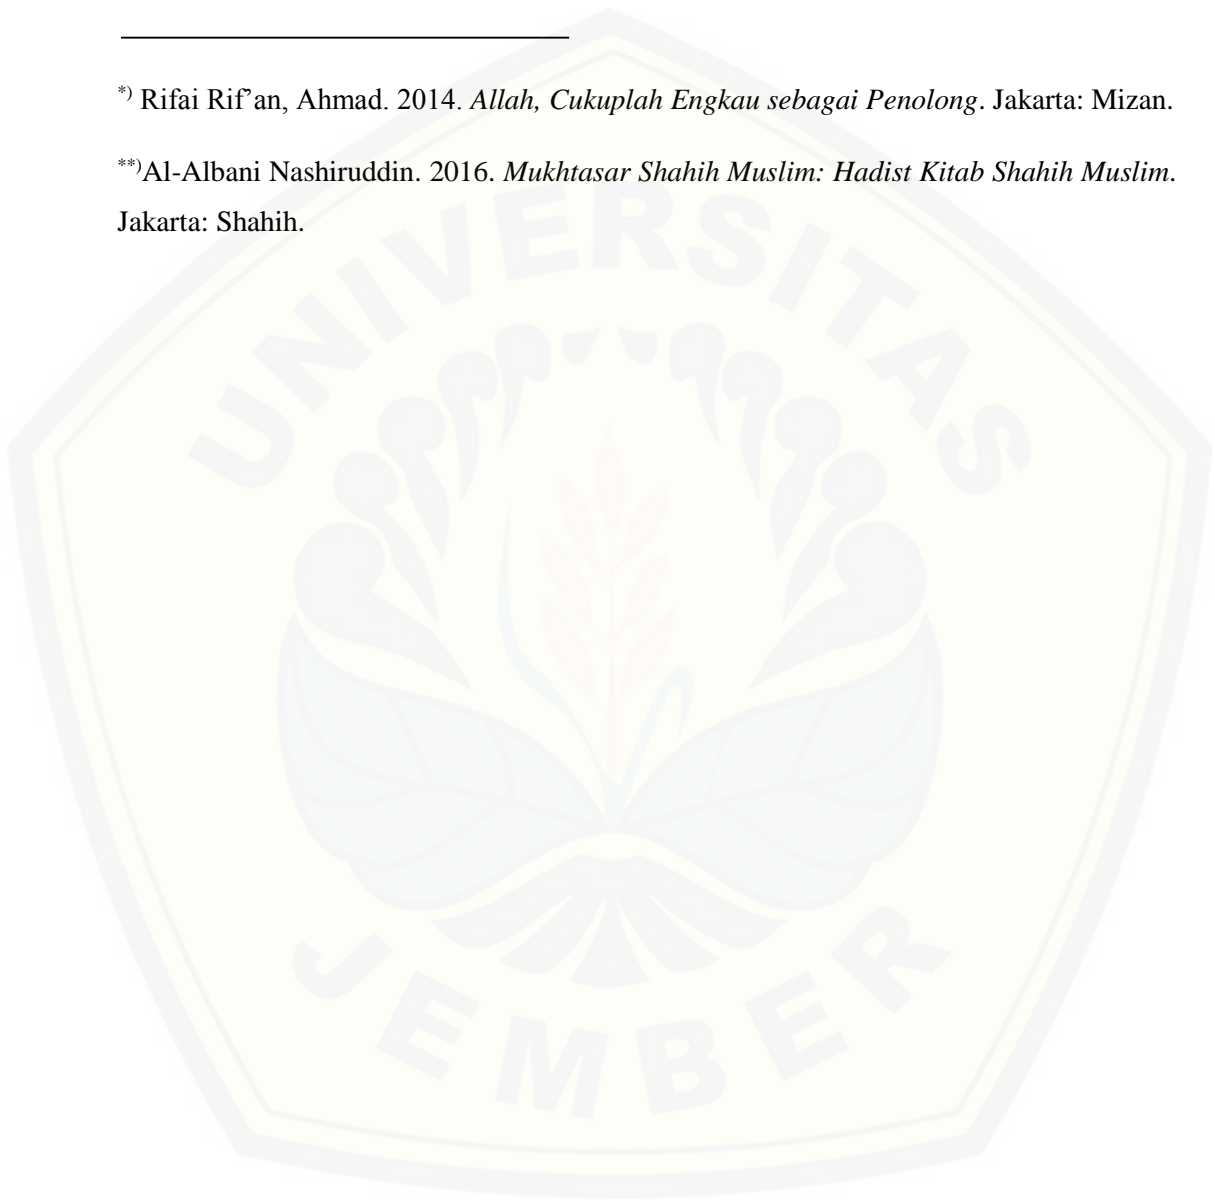 *) Rifai Rif’an, Ahmad. 2014. Allah, Cukuplah Engkau sebagai Penolong. Jakarta: Mizan.
**)Al-Albani Nashiruddin. 2016. Mukhtasar Shahih Muslim: Hadist Kitab Shahih Muslim.
Jakarta: Shahih.
UNIVERSITAS
JEMBER